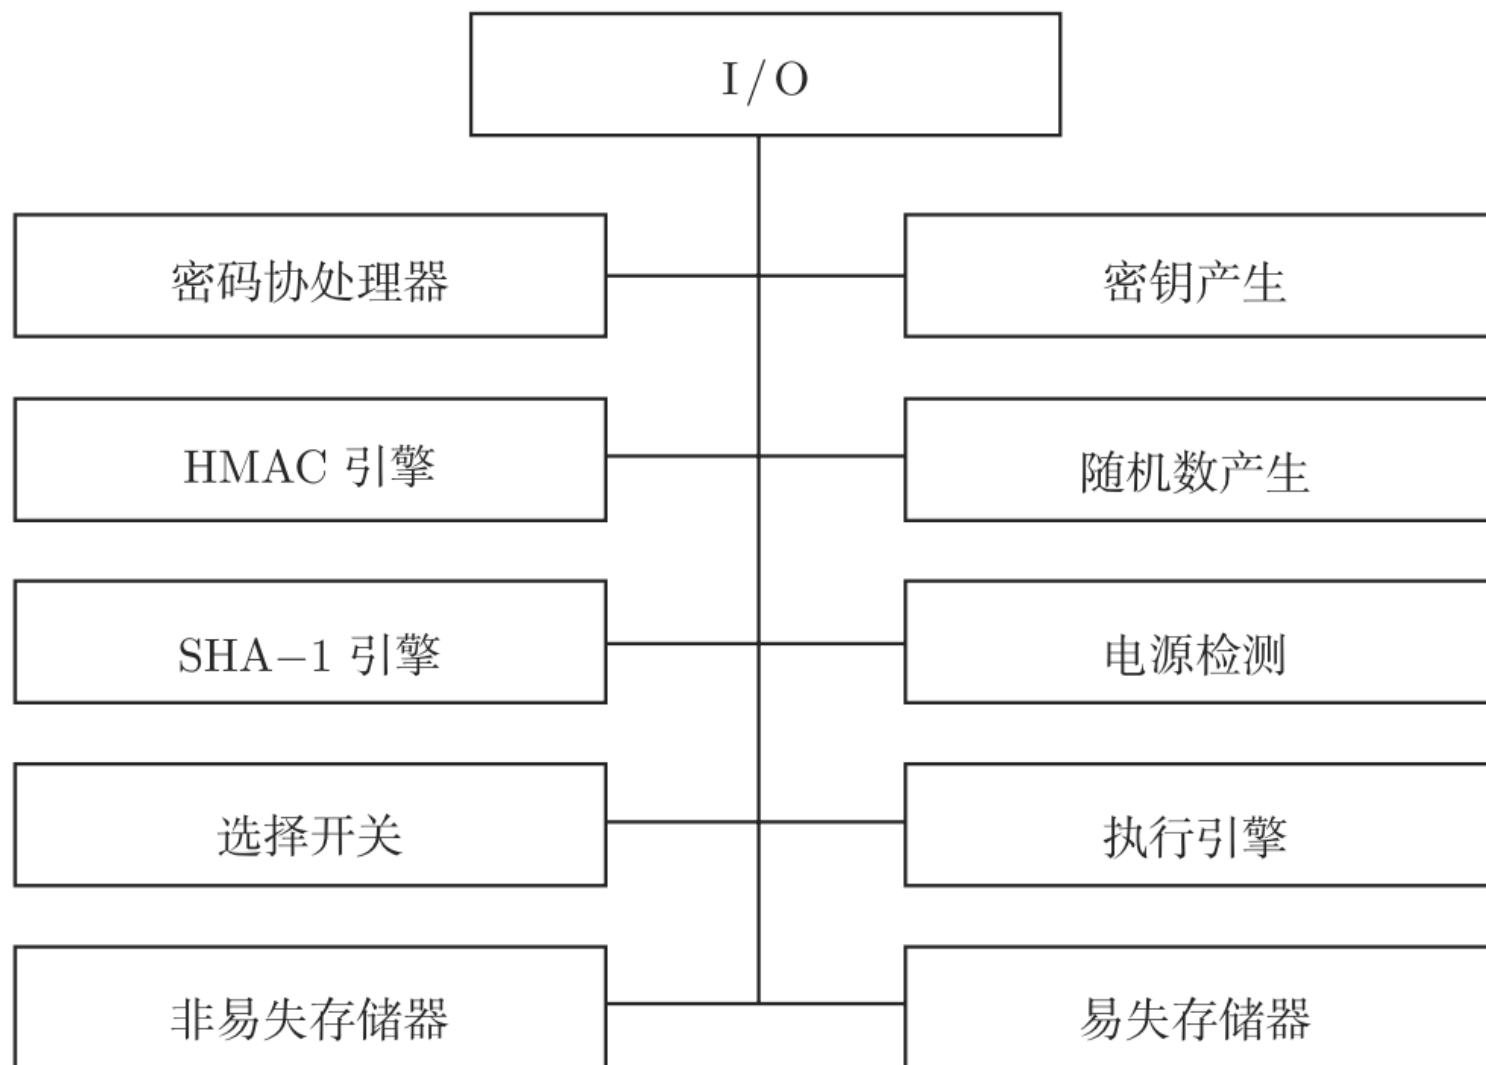 I/O
密码协处理器
密钥产生
HMAC 引擎
随机数产生
SHA−1 引擎
电源检测
选择开关
执行引擎
非易失存储器
易失存储器